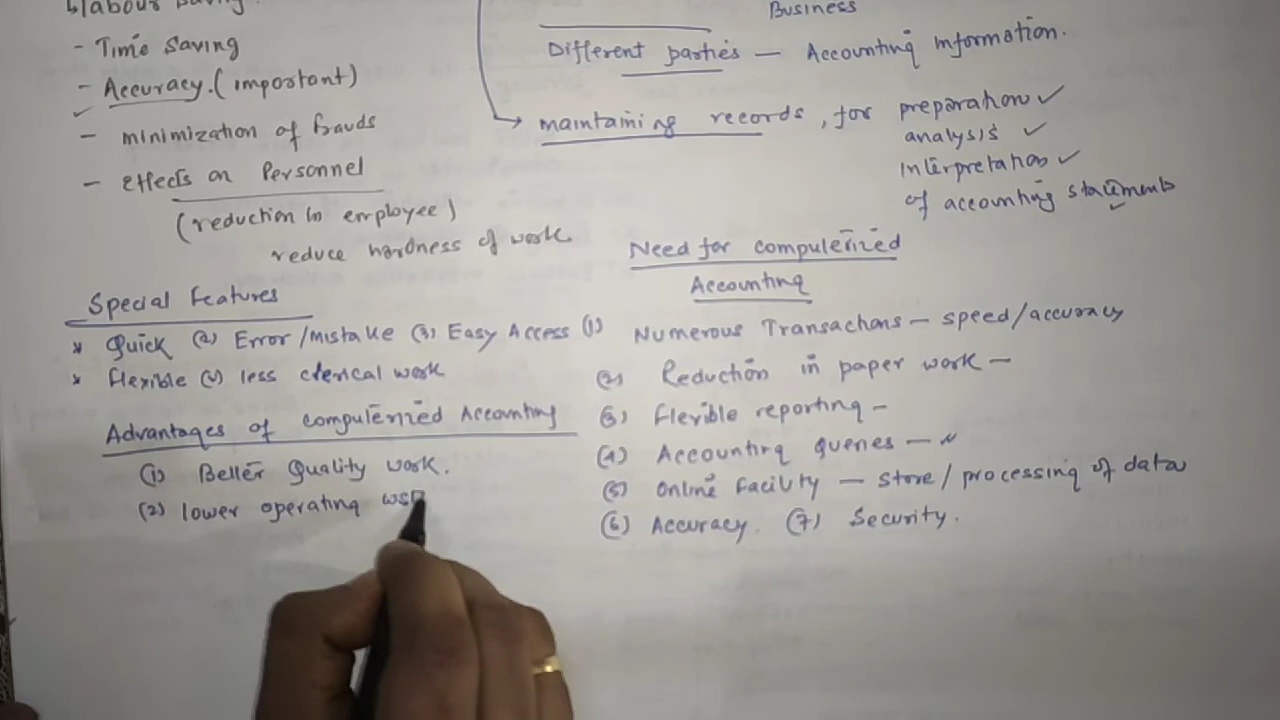 labour saving.
- Time Saving
- Accuracy. (important)
- minimization of frauds
- Effects on Personnel
(reduction in employee)
reduce hardness of work
Business
Different parties — Accounting information.
maintaining records, for preparation ✓
analysis ✓
Interpretation ✓
of accounting statements
Special Features
* Quick (2) Error/mistake (3) Easy Access
* Flexible (4) less clerical work
Advantages of computerized Accounting
(1) Better Quality work.
(2) lower operating
Need for computerized
Accounting
(1) Numerous Transactions — speed/accuracy
(2) Reduction in paper work —
(3) Flexible reporting —
(4) Accounting queries —
(5) Online Facility — store/processing of data
(6) Accuracy. (7) Security.